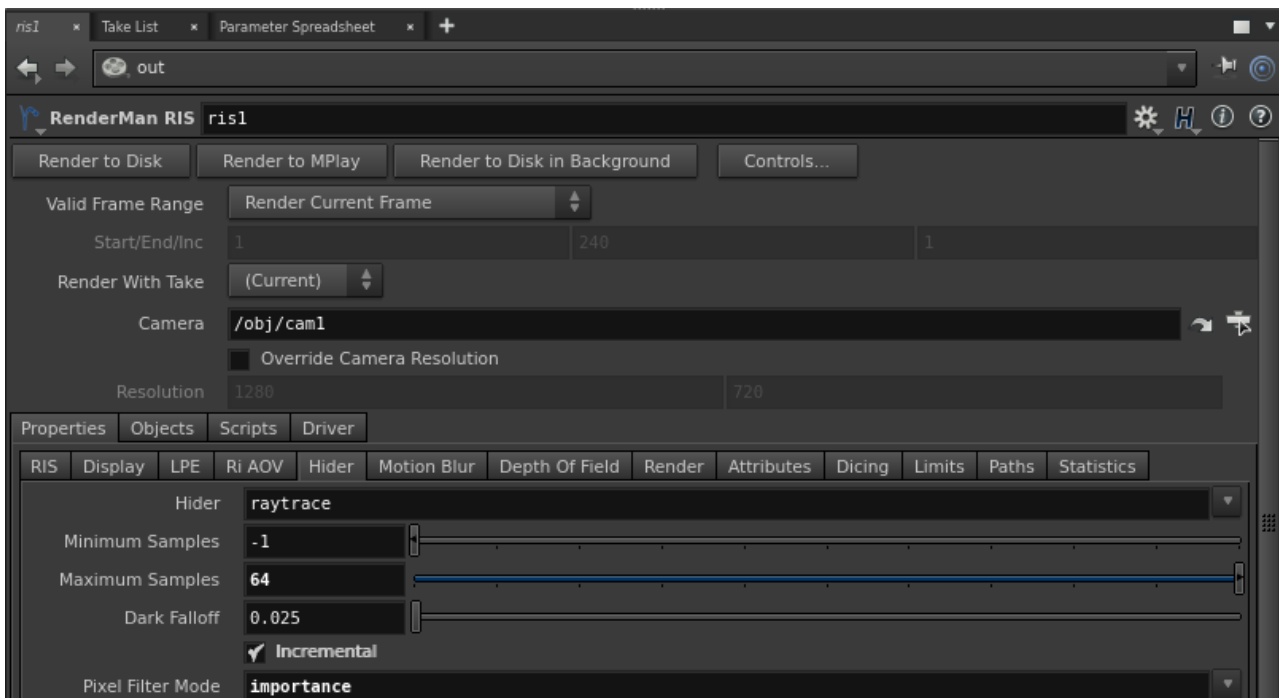 ris1 Take List Parameter Spreadsheet
out
RenderMan RIS ris1
Render to Disk Render to MPlay Render to Disk in Background Controls...
Valid Frame Range Render Current Frame
Start/End/Inc 1 240 1
Render With Take (Current)
Camera /obj/cam1
Override Camera Resolution
Resolution 1280 720
Properties Objects Scripts Driver
RIS Display LPE Ri AOV Hider Motion Blur Depth Of Field Render Attributes Dicing Limits Paths Statistics
Hider raytrace
Minimum Samples -1
Maximum Samples 64
Dark Falloff 0.025
Incremental
Pixel Filter Mode importance